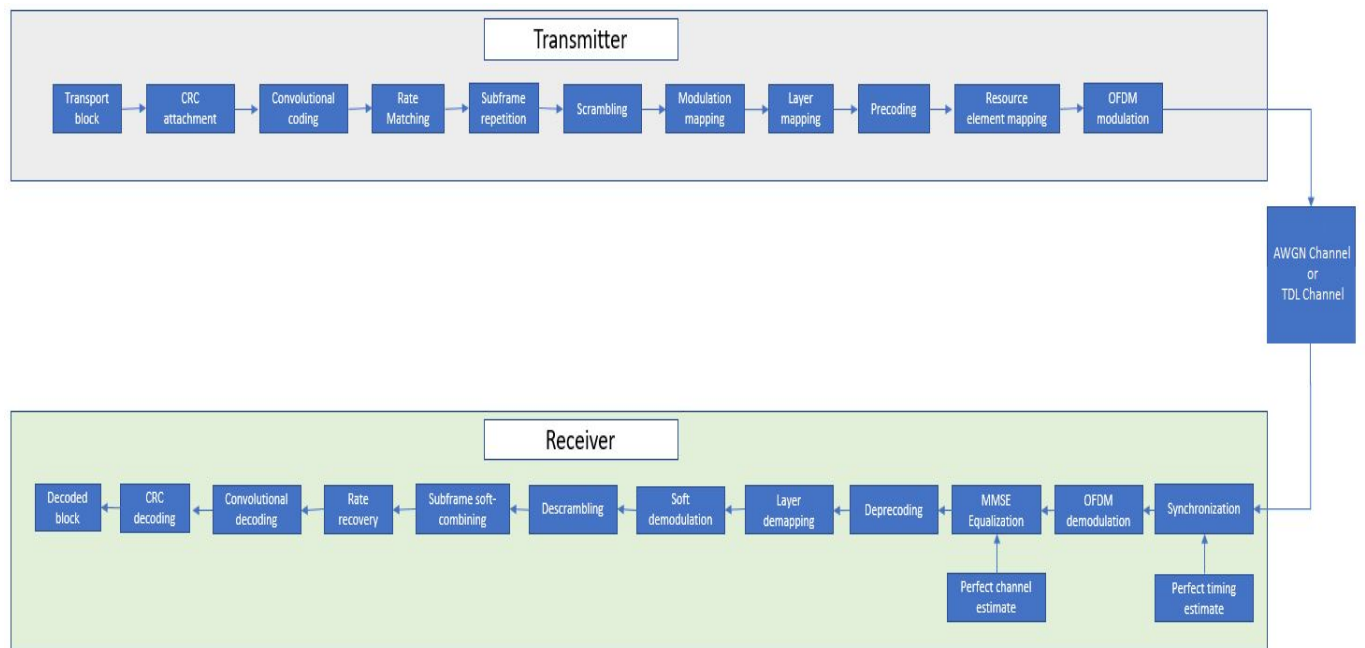 Transmitter
Transport
block
CRC
attachment
Convolutional
coding
Rate
Matching
Subframe
repetition
Scrambling
Modulation
mapping
Layer
mapping
Precoding
Resource
element mapping
OFDM
modulation
AWGN Channel
or
TDL Channel
Receiver
Decoded
block
CRC
decoding
Convolutional
decoding
Rate
recovery
Subframe soft-
combining
Descrambling
Soft
demodulation
Layer
demapping
Deprecoding
MMSE
Equalization
OFDM
demodulation
Synchronization
Perfect channel
estimate
Perfect timing
estimate